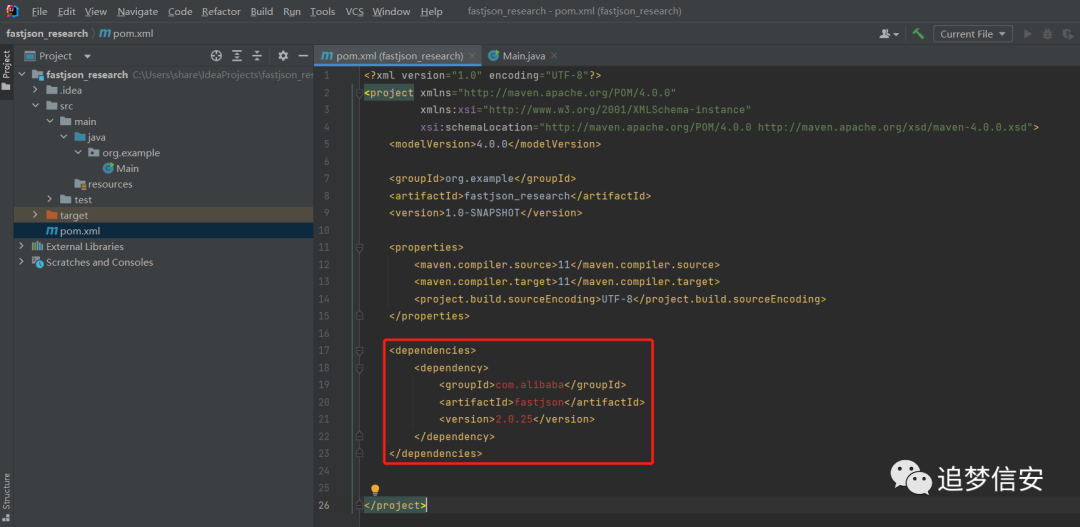 File Edit View Navigate Code Refactor Build Run Tools VCS Window Help fastjson_research - pom.xml (fastjson_research)
fastjson_research pom.xml Current File
Project
Project
pom.xml (fastjson_research) Main.java
fastjson_research C:\Users\share\IdeaProjects\fastjson_res
.idea
src
main
java
org.example
Main
resources
test
target
pom.xml
External Libraries
Scratches and Consoles
Structure
1 <?xml version="1.0" encoding="UTF-8"?>
2 <project xmlns="http://maven.apache.org/POM/4.0.0"
3 xmlns:xsi="http://www.w3.org/2001/XMLSchema-instance"
4 xsi:schemaLocation="http://maven.apache.org/POM/4.0.0 http://maven.apache.org/xsd/maven-4.0.0.xsd">
5 <modelVersion>4.0.0</modelVersion>
6
7 <groupId>org.example</groupId>
8 <artifactId>fastjson_research</artifactId>
9 <version>1.0-SNAPSHOT</version>
10
11 <properties>
12 <maven.compiler.source>11</maven.compiler.source>
13 <maven.compiler.target>11</maven.compiler.target>
14 <project.build.sourceEncoding>UTF-8</project.build.sourceEncoding>
15 </properties>
16
17 <dependencies>
18 <dependency>
19 <groupId>com.alibaba</groupId>
20 <artifactId>fastjson</artifactId>
21 <version>2.0.25</version>
22 </dependency>
23 </dependencies>
24
25
26 </project>
追梦信安